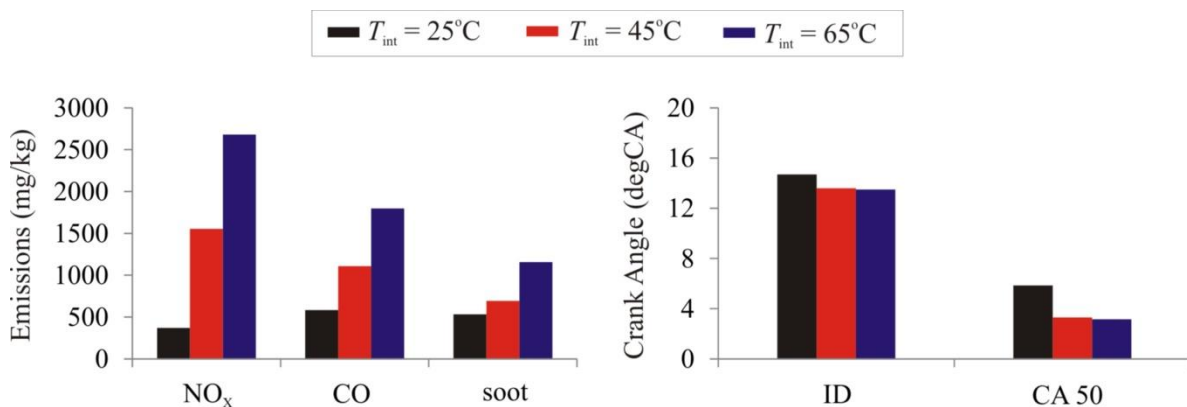 T_int = 25°C T_int = 45°C T_int = 65°C
Emissions (mg/kg)
3000
2500
2000
1500
1000
500
0
NO_X CO soot
Crank Angle (degCA)
20
16
12
8
4
0
ID CA 50